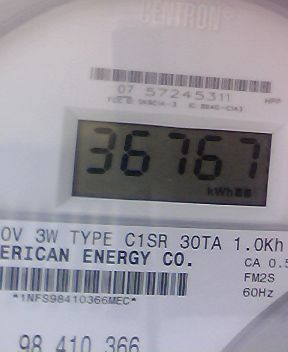 CENTRON®
07 57245311
HPP
36767
kWh
0V 3W TYPE C1SR 30TA 1.0Kh
ERICAN ENERGY CO.
CA 0.5
FM2S
*1NFS98410366MEC*
60Hz
98 410 366